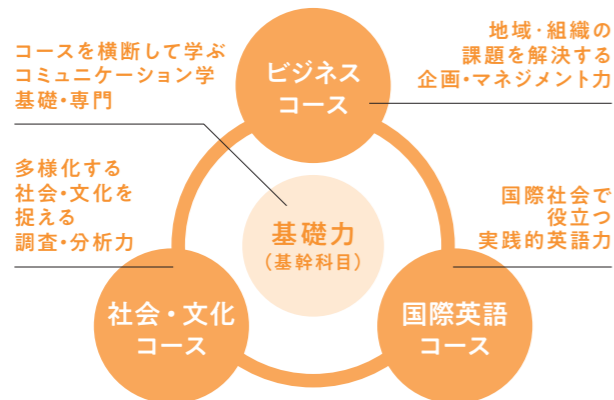 コースを横断して学ぶ
コミュニケーション学
基礎・専門
ビジネス
コース
地域・組織の
課題を解決する
企画・マネジメント力
多様化する
社会・文化を
捉える
調査・分析力
基礎力
(基幹科目)
国際社会で
役立つ
実践的英語力
社会・文化
コース
国際英語
コース